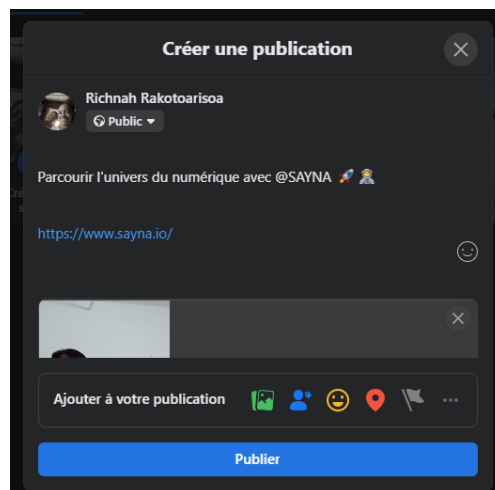 Créer une publication
Richnah Rakotoarisoa
Public
Parcourir l'univers du numérique avec @SAYNA 🚀 👩‍🚀
https://www.sayna.io/
Ajouter à votre publication
Publier